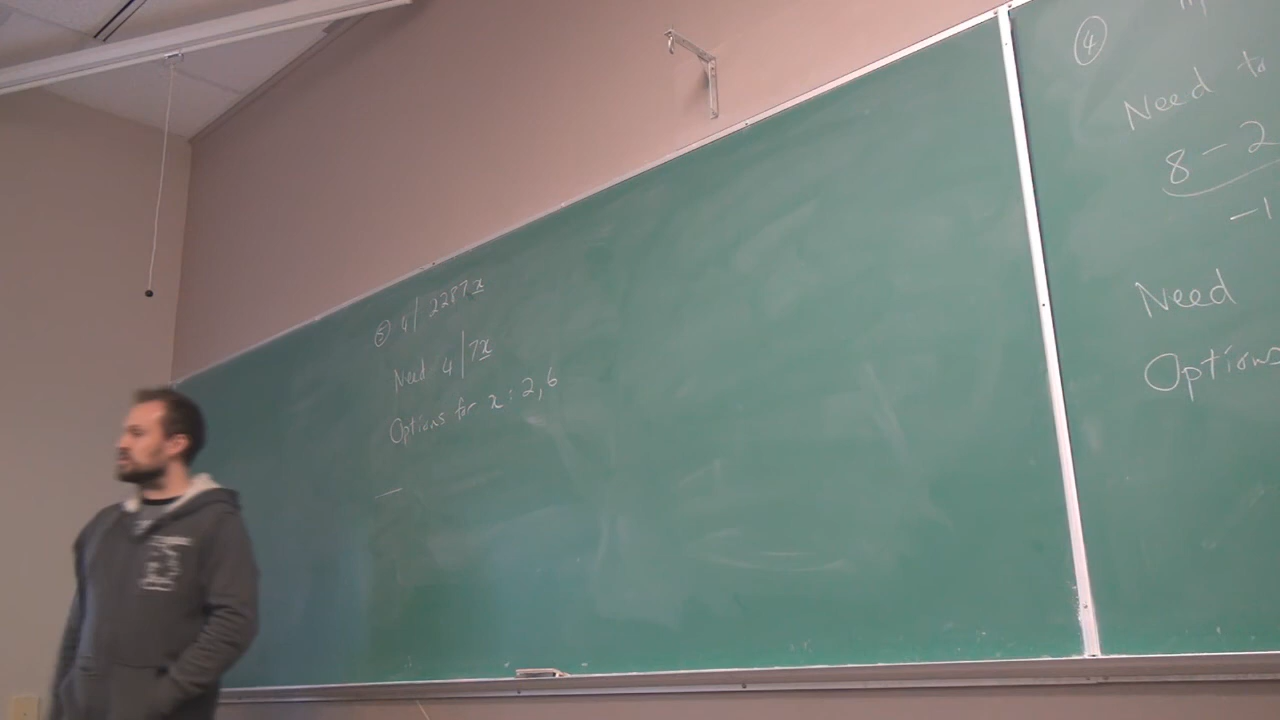 ⑤ 4 | 2287x
Need 4 | 7x
Options for x : 2, 6
④
Need to
8 - 2
-1
Need
Options